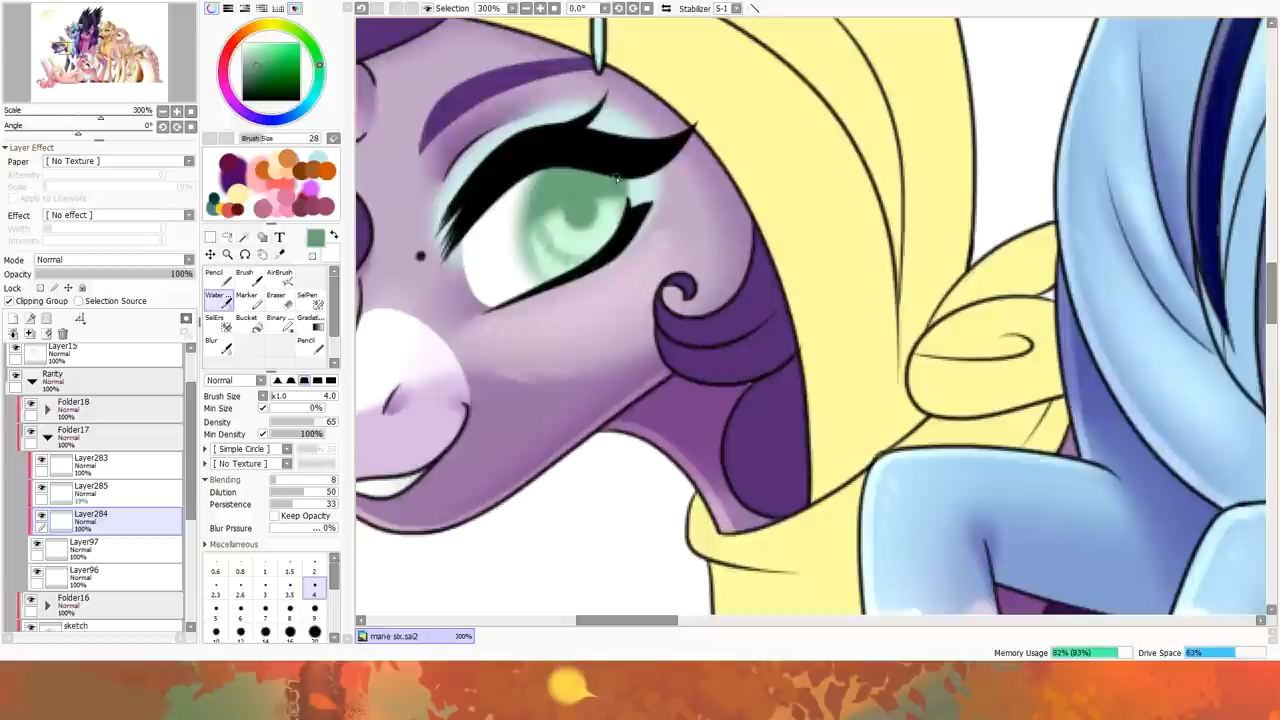 Selection 300% 0.0° Stabilizer S-1
Scale 300%
Angle 0°
Layer Effect
Paper [ No Texture ]
Intensity 0
Scale 10%
Apply to Linework
Effect [ No effect ]
Width 1
Intensity 0
Mode Normal
Opacity 100%
Lock
Clipping Group Selection Source
Layer15
Normal
100%
Rarity
Normal
100%
Folder18
Normal
100%
Folder17
Normal
100%
Layer283
Normal
100%
Layer285
Normal
19%
Layer284
Normal
100%
Layer97
Normal
100%
Layer96
Normal
100%
Folder16
Normal
100%
sketch
Normal
Brush Size 28
T
Pencil Brush AirBrush
Water ... Marker Eraser SelPen
SelErs Bucket Binary ... Gradati...
Blur Pencil
Normal
Brush Size x1.0 4.0
Min Size 0%
Density 65
Min Density 100%
[ Simple Circle ] 50
[ No Texture ]
Blending 8
Dilution 50
Persistence 33
Keep Opacity
Blur Prssure ... 0%
Miscellaneous
0.6 0.8 1 1.5 2
2.3 2.6 3 3.5 4
5 6 7 8 9
mane six.sai2 300%
Memory Usage 82% (83%) Drive Space 63%